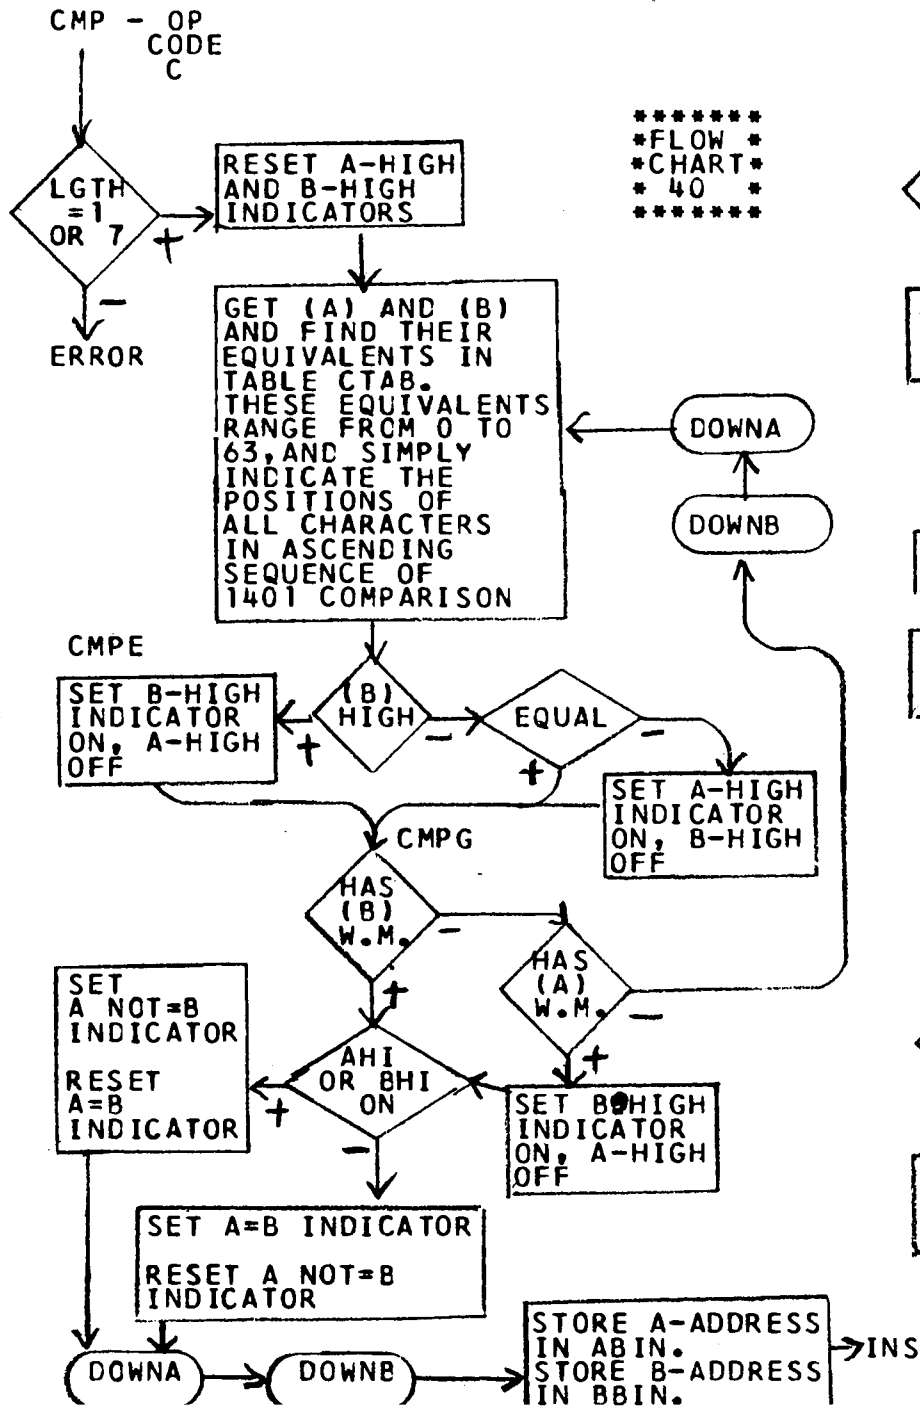 CMP - OP
CODE
C
*******
*FLOW *
*CHART*
* 40 *
*******
LGTH
=1
OR 7
+
-
ERROR
RESET A-HIGH
AND B-HIGH
INDICATORS
GET (A) AND (B)
AND FIND THEIR
EQUIVALENTS IN
TABLE CTAB.
THESE EQUIVALENTS
RANGE FROM 0 TO
63,AND SIMPLY
INDICATE THE
POSITIONS OF
ALL CHARACTERS
IN ASCENDING
SEQUENCE OF
1401 COMPARISON
DOWNA
DOWNB
CMPE
SET B-HIGH
INDICATOR
ON, A-HIGH
OFF
(B)
HIGH
+
-
EQUAL
+
-
SET A-HIGH
INDICATOR
ON, B-HIGH
OFF
CMPG
HAS
(B)
W.M.
-
+
HAS
(A)
W.M.
-
+
SET
A NOT=B
INDICATOR
RESET
A=B
INDICATOR
AHI
OR BHI
ON
+
-
SET B-HIGH
INDICATOR
ON, A-HIGH
OFF
SET A=B INDICATOR
RESET A NOT=B
INDICATOR
DOWNA
DOWNB
STORE A-ADDRESS
IN ABIN.
STORE B-ADDRESS
IN BBIN.
INS